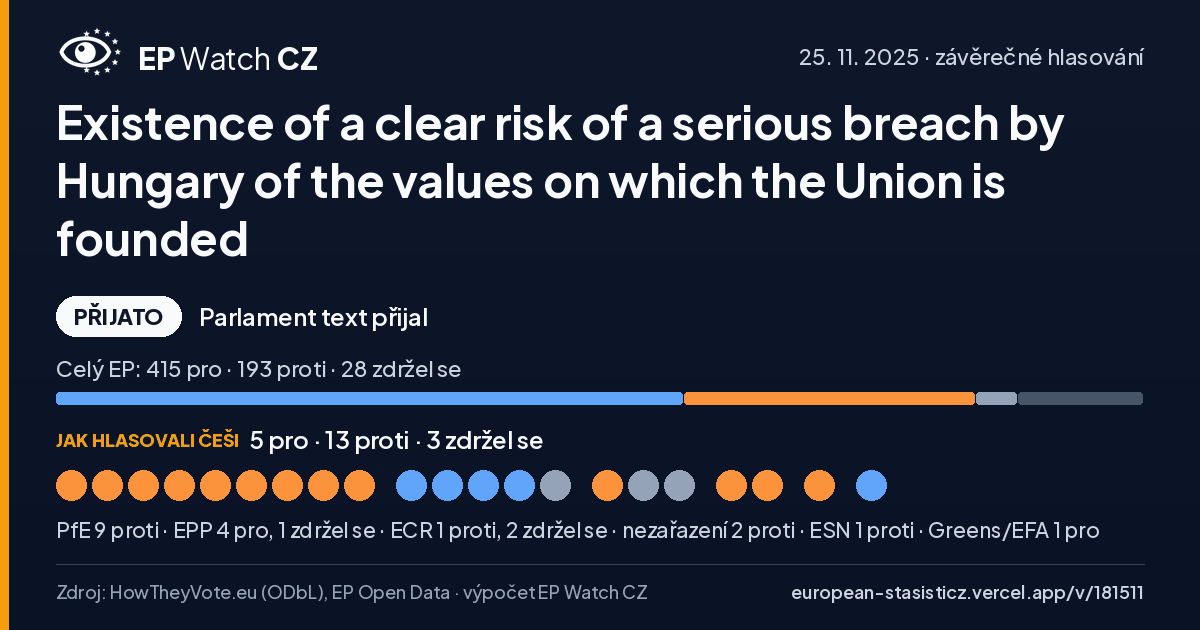 EP Watch CZ
25. 11. 2025 · závěrečné hlasování
Existence of a clear risk of a serious breach by
Hungary of the values on which the Union is
founded
PŘIJATO Parlament text přijal
Celý EP: 415 pro · 193 proti · 28 zdržel se
JAK HLASOVALI ČEŠI 5 pro · 13 proti · 3 zdržel se
PfE 9 proti · EPP 4 pro, 1 zdržel se · ECR 1 proti, 2 zdržel se · nezařazení 2 proti · ESN 1 proti · Greens/EFA 1 pro
Zdroj: HowTheyVote.eu (ODbL), EP Open Data · výpočet EP Watch CZ
european-stasisticz.vercel.app/v/181511